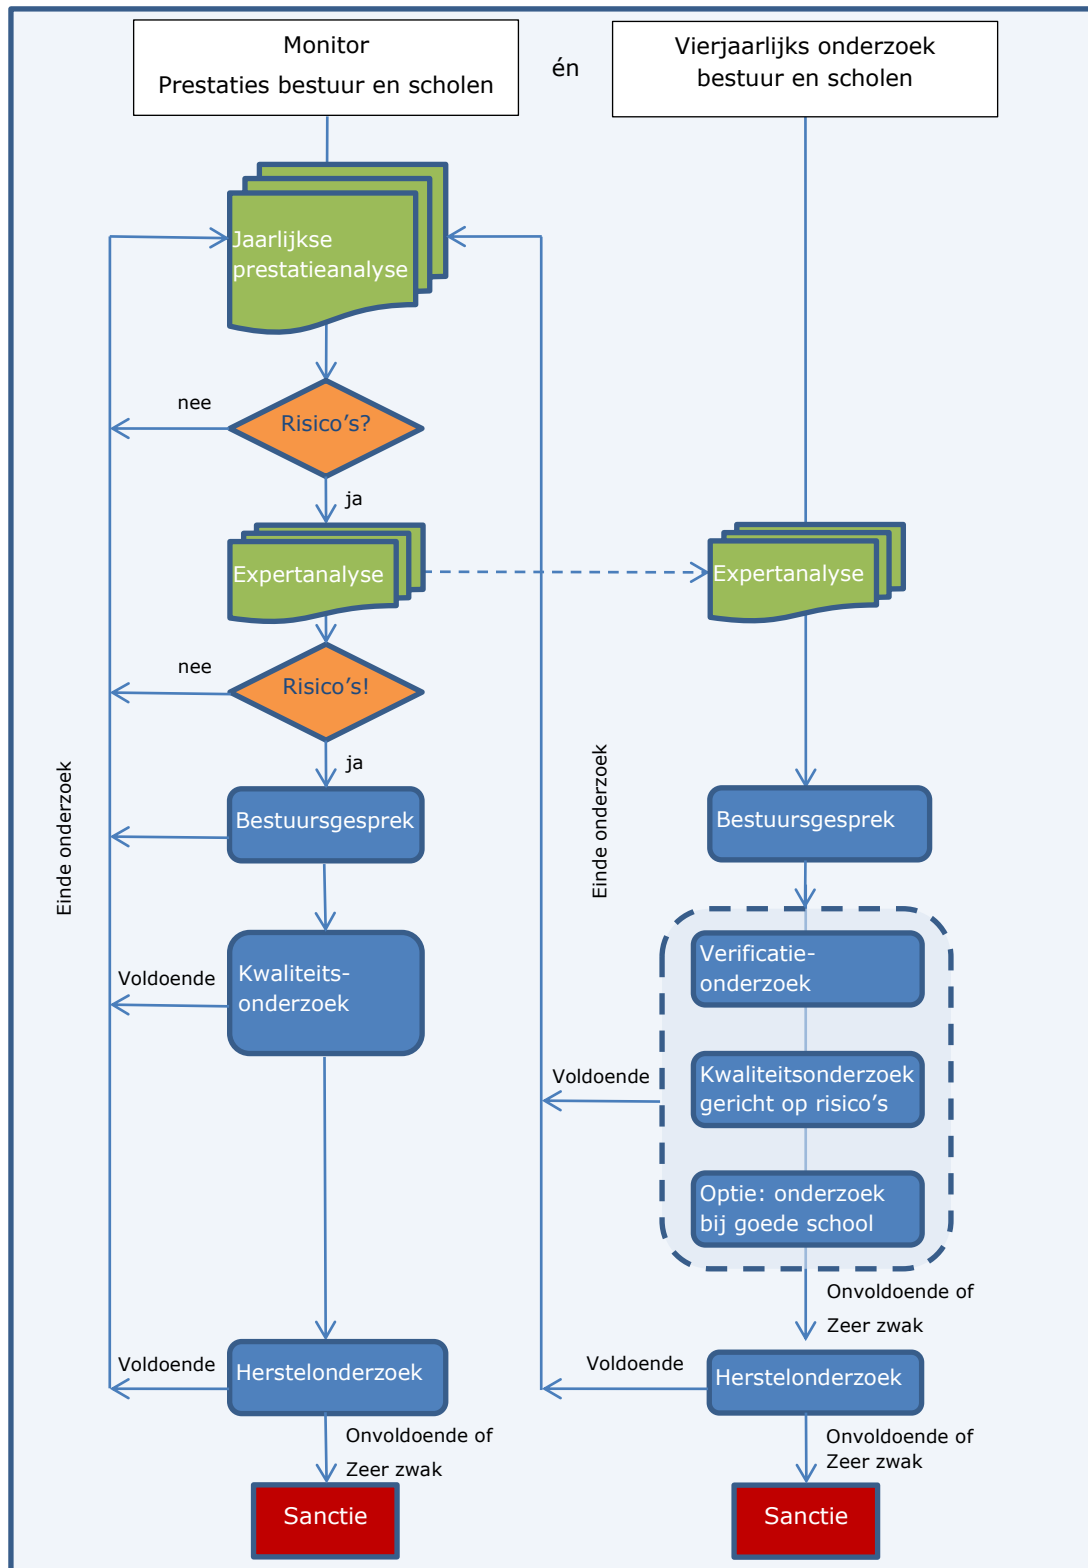 Monitor
Prestaties bestuur en scholen
én
Vierjaarlijks onderzoek
bestuur en scholen
Jaarlijkse
prestatieanalyse
nee
Risico's?
ja
Expertanalyse
Expertanalyse
nee
Risico's!
ja
Einde onderzoek
Bestuursgesprek
Einde onderzoek
Bestuursgesprek
Voldoende
Kwaliteits-
onderzoek
Verificatie-
onderzoek
Voldoende
Kwaliteitsonderzoek
gericht op risico's
Optie: onderzoek
bij goede school
Onvoldoende of
Zeer zwak
Voldoende
Herstelonderzoek
Voldoende
Herstelonderzoek
Onvoldoende of
Zeer zwak
Onvoldoende of
Zeer zwak
Sanctie
Sanctie